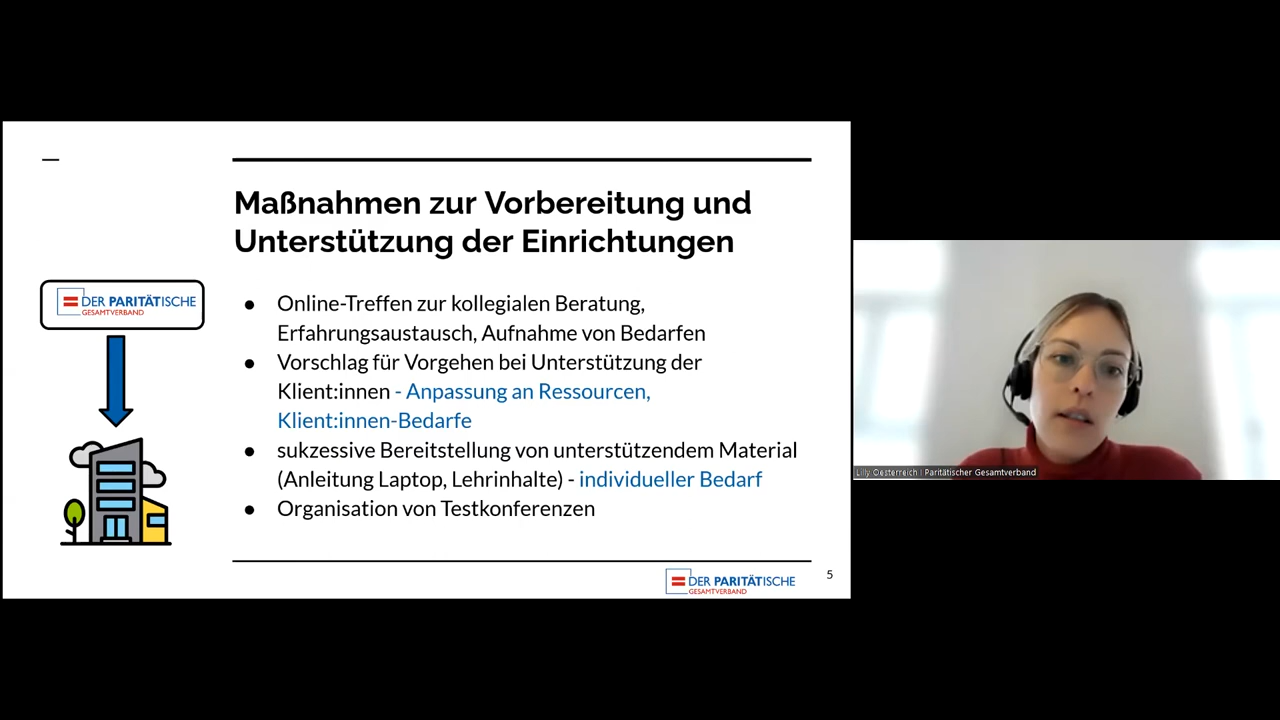 Maßnahmen zur Vorbereitung und
Unterstützung der Einrichtungen
DER PARITÄTISCHE
GESAMTVERBAND
● Online-Treffen zur kollegialen Beratung,
Erfahrungsaustausch, Aufnahme von Bedarfen
● Vorschlag für Vorgehen bei Unterstützung der
Klient:innen - Anpassung an Ressourcen,
Klient:innen-Bedarfe
● sukzessive Bereitstellung von unterstützendem Material
(Anleitung Laptop, Lehrinhalte) - individueller Bedarf
● Organisation von Testkonferenzen
DER PARITÄTISCHE
GESAMTVERBAND
5
Lilly Oesterreich | Paritätischer Gesamtverband